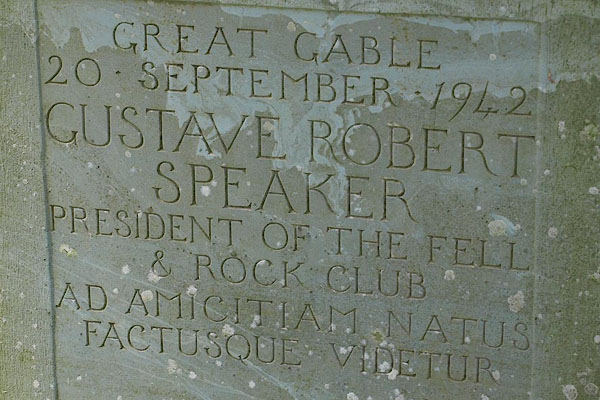 GREAT GABLE
20 · SEPTEMBER · 1942
GUSTAVE ROBERT
SPEAKER
PRESIDENT OF THE FELL
& ROCK CLUB
AD AMICITIAM NATUS
FACTUSQUE VIDETUR